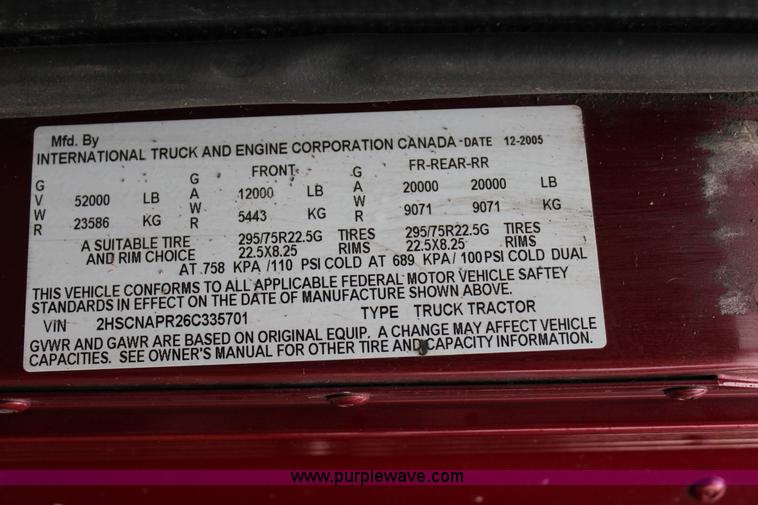 Mfd. By
INTERNATIONAL TRUCK AND ENGINE CORPORATION CANADA-DATE 12-2005
FRONT FR-REAR-RR
GVWR 52000 LB GAWR 12000 LB GAWR 20000 20000 LB
23586 KG 5443 KG 9071 9071 KG
A SUITABLE TIRE 295/75R22.5G TIRES 295/75R22.5G TIRES
AND RIM CHOICE 22.5X8.25 RIMS 22.5X8.25 RIMS
AT 758 KPA /110 PSI COLD AT 689 KPA / 100 PSI COLD DUAL
THIS VEHICLE CONFORMS TO ALL APPLICABLE FEDERAL MOTOR VEHICLE SAFTEY
STANDARDS IN EFFECT ON THE DATE OF MANUFACTURE SHOWN ABOVE.
VIN 2HSCNAPR26C335701 TYPE TRUCK TRACTOR
GVWR AND GAWR ARE BASED ON ORIGINAL EQUIP. A CHANGE MAY AFFECT VEHICLE
CAPACITIES. SEE OWNER'S MANUAL FOR OTHER TIRE AND CAPACITY INFORMATION.
www.purplewave.com